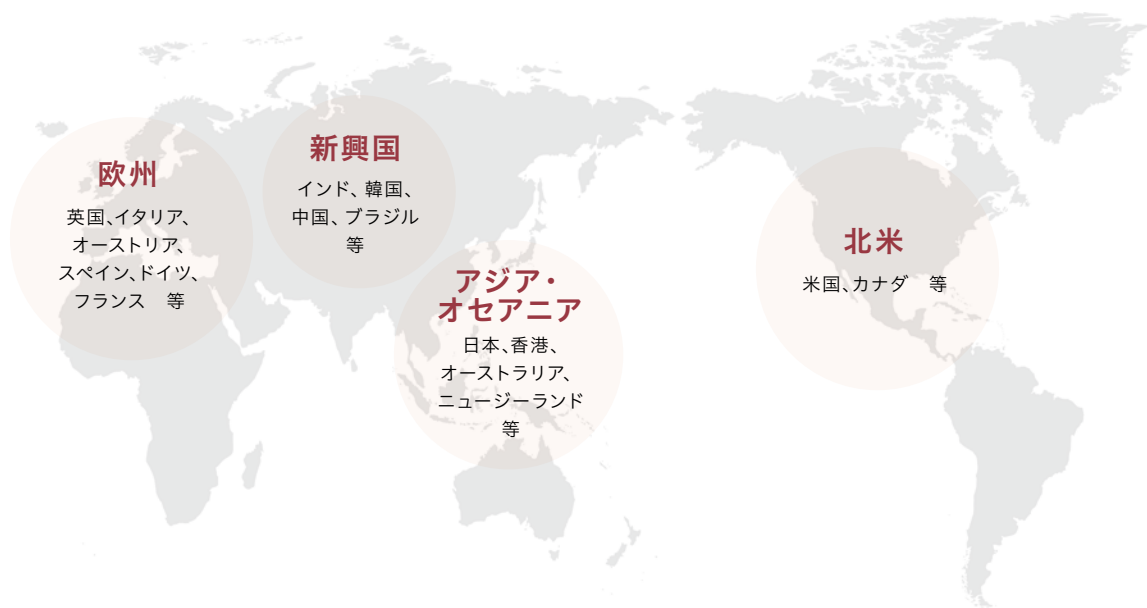 欧州
英国、イタリア、
オーストリア、
スペイン、ドイツ、
フランス　等
新興国
インド、韓国、
中国、ブラジル
等
アジア・
オセアニア
日本、香港、
オーストラリア、
ニュージーランド
等
北米
米国、カナダ　等